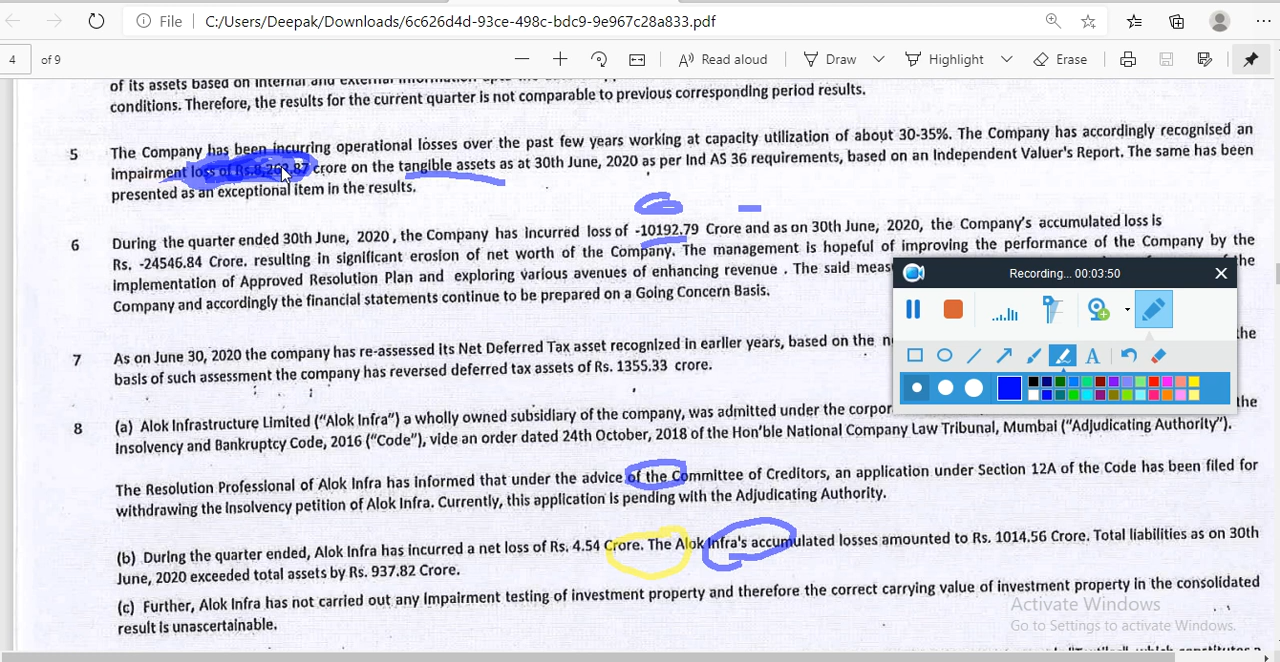 File C:/Users/Deepak/Downloads/6c626d4d-93ce-498c-bdc9-9e967c28a833.pdf
4 of 9 Read aloud Draw Highlight Erase
of its assets based on internal and external information
conditions. Therefore, the results for the current quarter is not comparable to previous corresponding period results.
5 The Company has been incurring operational losses over the past few years working at capacity utilization of about 30-35%. The Company has accordingly recognised an
impairment loss of Rs.8, .87 crore on the tangible assets as at 30th June, 2020 as per Ind AS 36 requirements, based on an Independent Valuer's Report. The same has been
presented as an exceptional item in the results.
6 During the quarter ended 30th June, 2020 , the Company has incurred loss of -10192.79 Crore and as on 30th June, 2020, the Company's accumulated loss is
Rs. -24546.84 Crore. resulting in significant erosion of net worth of the Company. The management is hopeful of improving the performance of the Company by the
Implementation of Approved Resolution Plan and exploring various avenues of enhancing revenue . The said meas the
Company and accordingly the financial statements continue to be prepared on a Going Concern Basis.
7 As on June 30, 2020 the company has re-assessed its Net Deferred Tax asset recognized in earlier years, based on the the
basis of such assessment the company has reversed deferred tax assets of Rs. 1355.33 crore.
8 (a) Alok Infrastructure Limited ("Alok Infra") a wholly owned subsidiary of the company, was admitted under the corpor the
Insolvency and Bankruptcy Code, 2016 ("Code"), vide an order dated 24th October, 2018 of the Hon'ble National Company Law Tribunal, Mumbai ("Adjudicating Authority").
The Resolution Professional of Alok Infra has informed that under the advice of the Committee of Creditors, an application under Section 12A of the Code has been filed for
withdrawing the Insolvency petition of Alok Infra. Currently, this application is pending with the Adjudicating Authority.
(b) During the quarter ended, Alok Infra has incurred a net loss of Rs. 4.54 Crore. The Alok Infra's accumulated losses amounted to Rs. 1014.56 Crore. Total liabilities as on 30th
June, 2020 exceeded total assets by Rs. 937.82 Crore.
(c) Further, Alok Infra has not carried out any Impairment testing of investment property and therefore the correct carrying value of investment property in the consolidated
result is unascertainable.
Recording... 00:03:50
A
Activate Windows
Go to Settings to activate Windows.